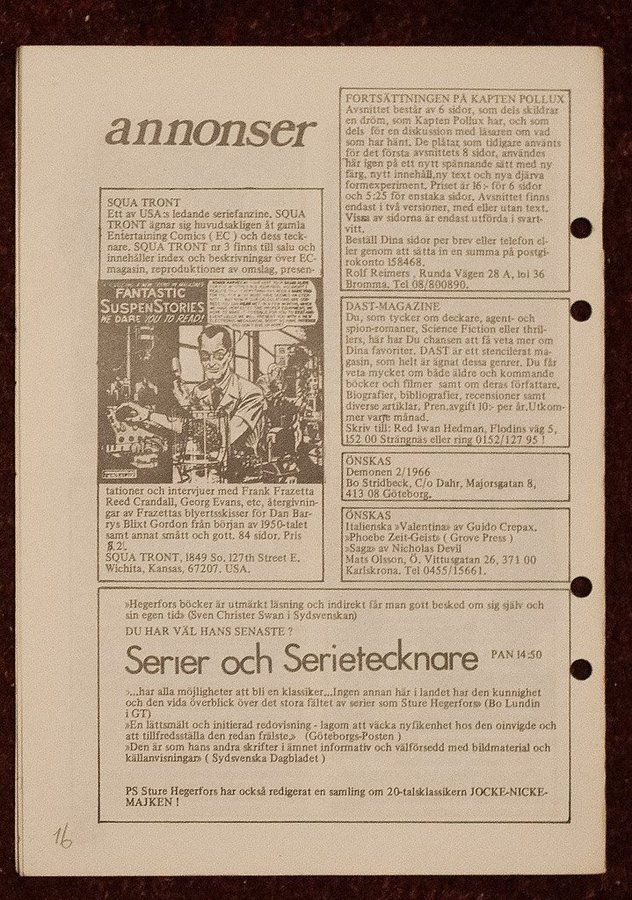 annonser
SQUA TRONT
Ett av USA:s ledande seriefanzine. SQUA
TRONT ägnar sig huvudsakligen åt gamla
Entertaining Comics ( EC ) och dess teck-
nare. SQUA TRONT nr 3 finns till salu och
innehåller index och beskrivningar över EC-
magasin, reproduktioner av omslag, presen-
FANTASTIC
SUSPENSTORIES
WE DARE YOU TO READ!
tationer och intervjuer med Frank Frazetta
Reed Crandall, Georg Evans, etc, återgivnin-
gar av Frazettas blyertsskisser för Dan Bar-
rys Blixt Gordon från början av 1950-talet
samt annat smått och gott. 84 sidor. Pris
$.2!.
SQUA TRONT, 1849 So. 127th Street E.
Wichita, Kansas, 67207. USA.
FORTSÄTTNINGEN PÅ KAPTEN POLLUX
Avsnittet består av 6 sidor, som dels skildrar
en dröm, som Kapten Pollux har, och som
dels för en diskussion med läsaren om vad
som har hänt. De plåtar som tidigare använts
för det första avsnittets 8 sidor, användes
här igen på ett nytt spännande sätt med ny
färg, nytt innehåll,ny text och nya djärva
formexperiment. Priset är 16:- för 6 sidor
och 5:25 för enstaka sidor. Avsnittet finns
endast i två versioner, med eller utan text.
Vissa av sidorna är endast utförda i svart-
vitt.
Beställ Dina sidor per brev eller telefon el-
ler genom att sätta in en summa på postgi-
rokonto 158468.
Rolf Reimers , Runda Vägen 28 A, tel 36
Bromma. Tel 08/800890.
DAST-MAGAZINE
Du, som tycker om deckare, agent- och
spion-romaner, Science Fiction eller thril-
lers, här har Du chansen att få veta mer om
Dina favoriter. DAST är ett stencilerat ma-
gasin, som helt är ägnat dessa genrer. Du får
veta mycket om både äldre och kommande
böcker och filmer samt om deras författare.
Biografier, bibliografier, recensioner samt
diverse artiklar. Pren.avgift 10:- per år.Utkom-
mer varje månad.
Skriv till: Red Iwan Hedman, Flodins väg 5,
152 00 Strängnäs eller ring 0152/127 95 !
ÖNSKAS
Demonen 2/1966
Bo Stridbeck, C/o Dahr, Majorsgatan 8,
413 08 Göteborg.
ÖNSKAS
Italienska »Valentina» av Guido Crepax.
»Phoebe Zeit-Geist» ( Grove Press )
»Saga» av Nicholas Devil
Mats Olsson, Ö. Vittusgatan 26, 371 00
Karlskrona. Tel 0455/15661.
»Hegerfors böcker är utmärkt läsning och indirekt får man gott besked om sig själv och
sin egen tid» (Sven Christer Swan i Sydsvenskan)
DU HAR VÄL HANS SENASTE ?
Serier och Serietecknare PAN 14:50
»...har alla möjligheter att bli en klassiker...Ingen annan här i landet har den kunnighet
och den vida överblick över det stora fältet av serier som Sture Hegerfors» (Bo Lundin
i GT)
»En lättsmält och initierad redovisning - lagom att väcka nyfikenhet hos den oinvigde och
att tillfredsställa den redan frälste.» (Göteborgs-Posten )
»Den är som hans andra skrifter i ämnet informativ och välförsedd med bildmaterial och
källanvisningar» ( Sydsvenska Dagbladet )
PS Sture Hegerfors har också redigerat en samling om 20-talsklassikern JOCKE-NICKE-
MAJKEN !
16